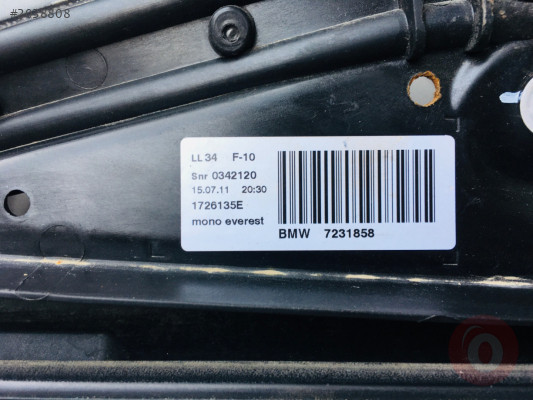 LL 34 F-10
Snr 0342120
15.07.11 20:30
1726135E
mono everest
BMW 7231858